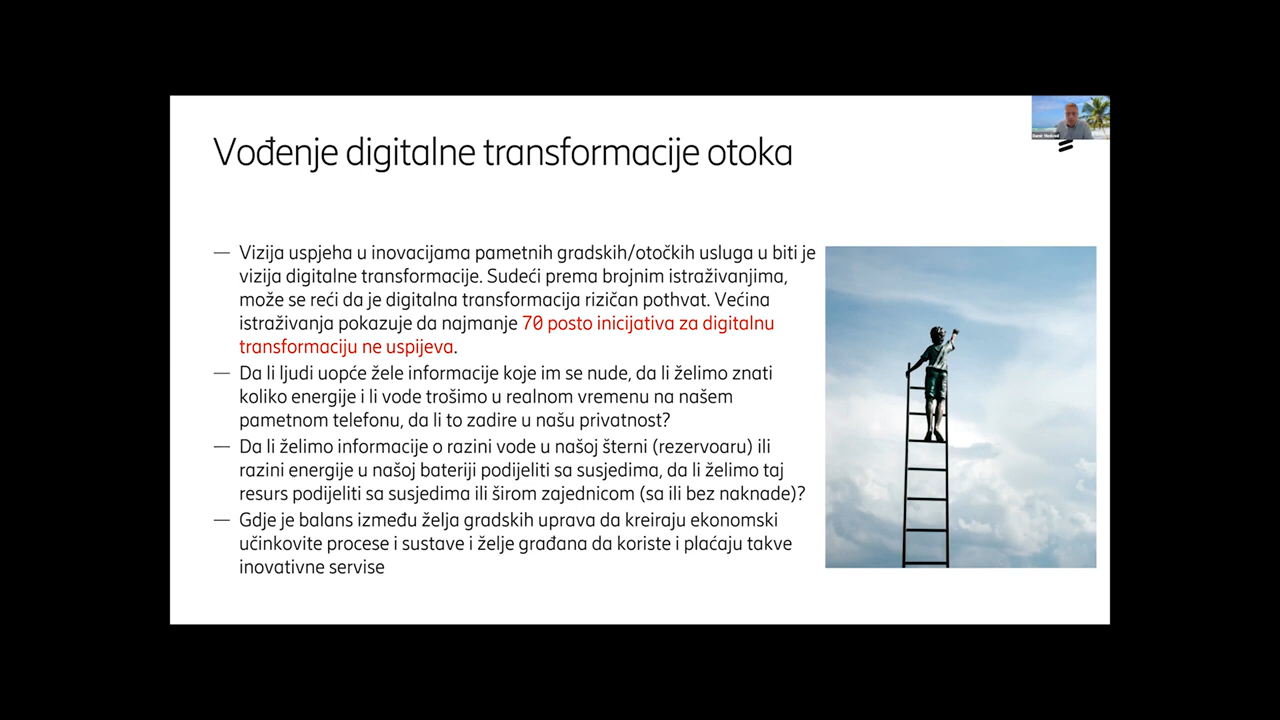 Vođenje digitalne transformacije otoka
— Vizija uspjeha u inovacijama pametnih gradskih/otočkih usluga u biti je
vizija digitalne transformacije. Sudeći prema brojnim istraživanjima,
može se reći da je digitalna transformacija rizičan pothvat. Većina
istraživanja pokazuje da najmanje 70 posto inicijativa za digitalnu
transformaciju ne uspijeva.
— Da li ljudi uopće žele informacije koje im se nude, da li želimo znati
koliko energije i li vode trošimo u realnom vremenu na našem
pametnom telefonu, da li to zadire u našu privatnost?
— Da li želimo informacije o razini vode u našoj šterni (rezervoaru) ili
razini energije u našoj bateriji podijeliti sa susjedima, da li želimo taj
resurs podijeliti sa susjedima ili širom zajednicom (sa ili bez naknade)?
— Gdje je balans između želja gradskih uprava da kreiraju ekonomski
učinkovite procese i sustave i želje građana da koriste i plaćaju takve
inovativne servise